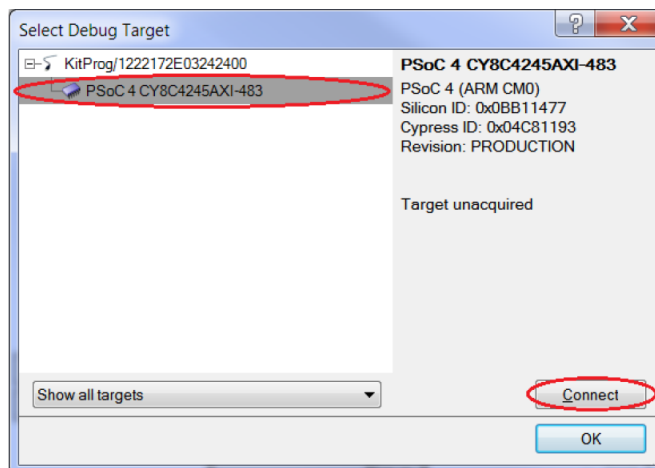 Select Debug Target
KitProg/1222172E03242400
PSoC 4 CY8C4245AXI-483
PSoC 4 CY8C4245AXI-483
PSoC 4 (ARM CM0)
Silicon ID: 0x0BB11477
Cypress ID: 0x04C81193
Revision: PRODUCTION
Target unacquired
Show all targets
Connect
OK